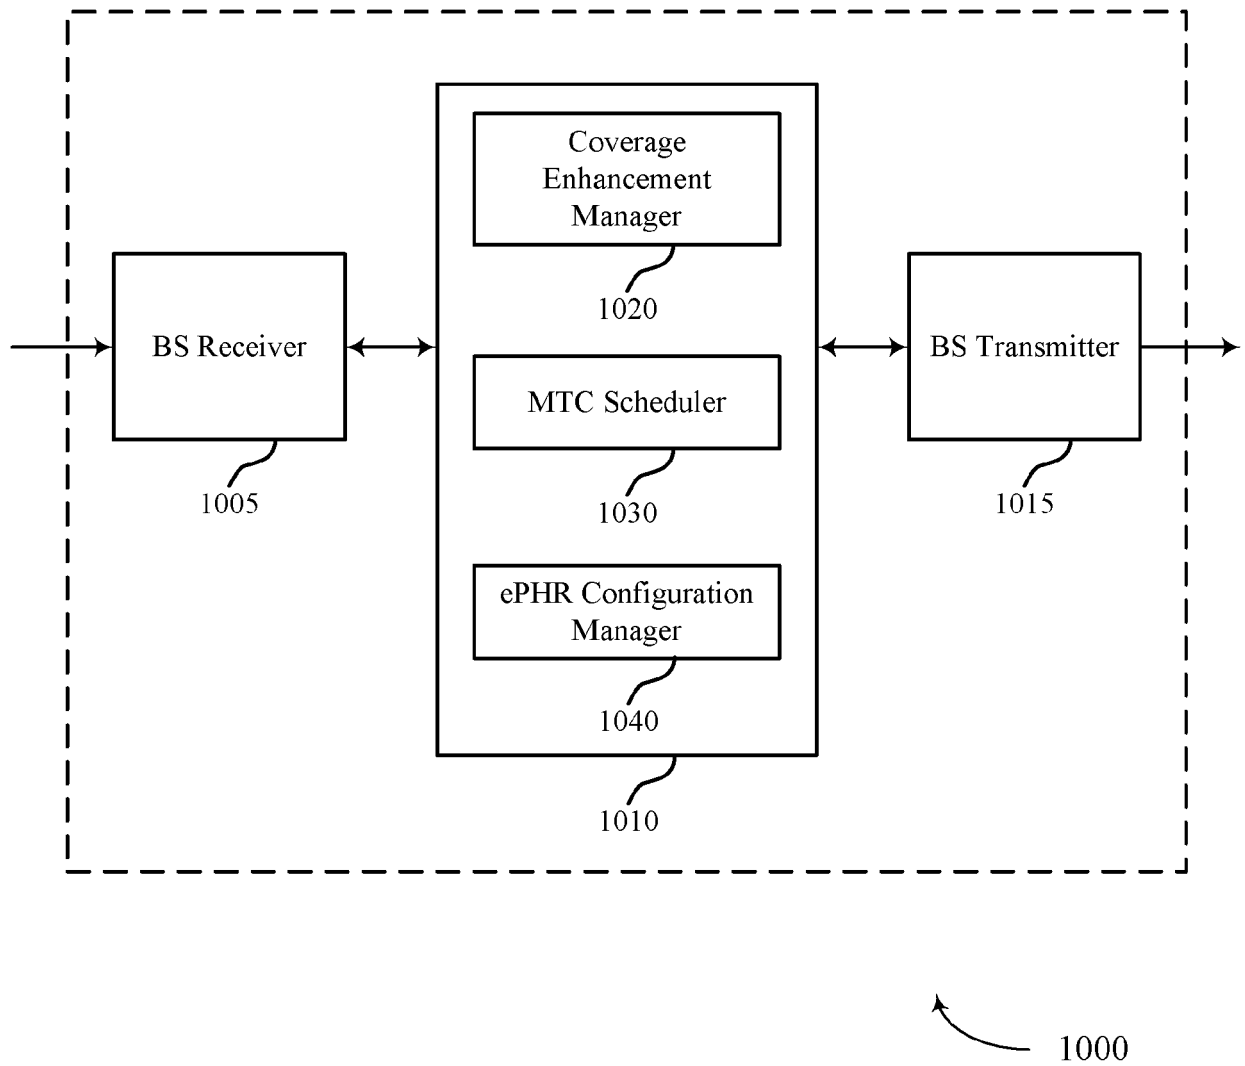 Coverage
Enhancement
Manager
1020
BS Receiver
1005
MTC Scheduler
1030
BS Transmitter
1015
ePHR Configuration
Manager
1040
1010
1000